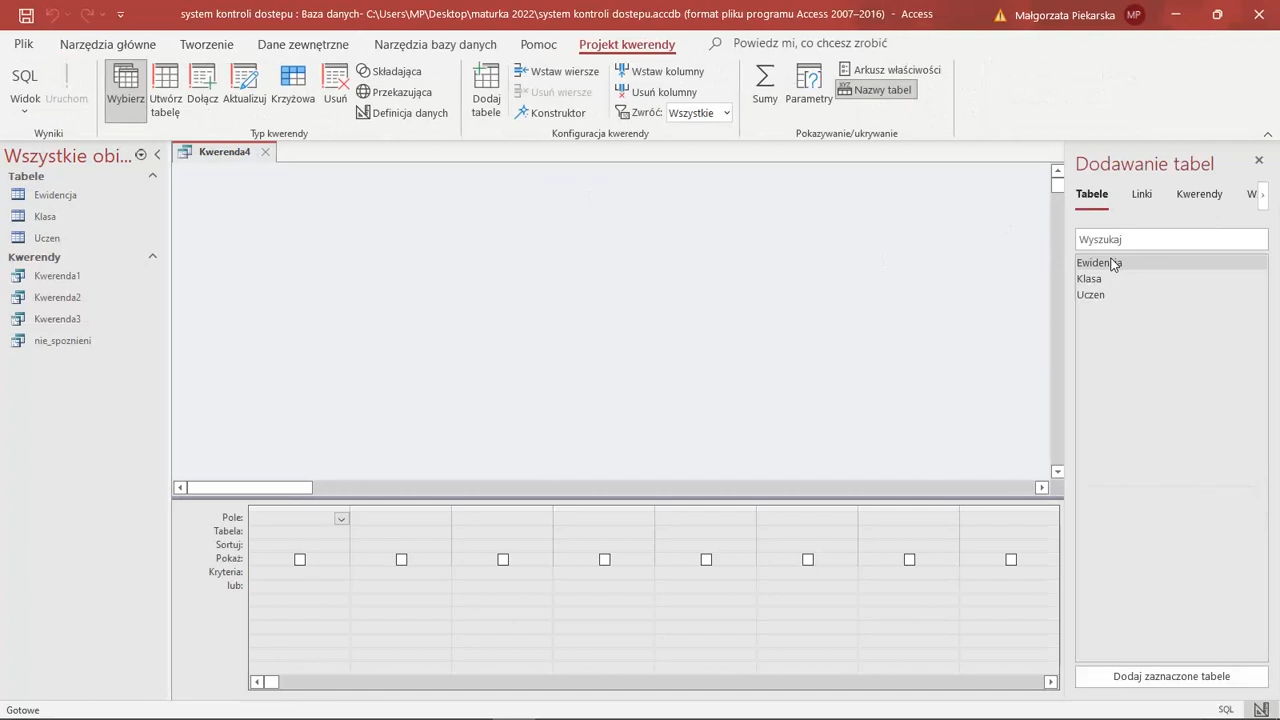 system kontroli dostepu : Baza danych- C:\Users\MP\Desktop\maturka 2022\system kontroli dostepu.accdb (format pliku programu Access 2007–2016) - Access
Małgorzata Piekarska MP
Plik Narzędzia główne Tworzenie Dane zewnętrzne Narzędzia bazy danych Pomoc Projekt kwerendy Powiedz mi, co chcesz zrobić
SQL
Widok
Uruchom
Wyniki
Wybierz
Utwórz tabelę
Dołącz
Aktualizuj
Krzyżowa
Usuń
Składająca
Przekazująca
Definicja danych
Typ kwerendy
Dodaj tabele
Wstaw wiersze
Usuń wiersze
Konstruktor
Wstaw kolumny
Usuń kolumny
Zwróć: Wszystkie
Konfiguracja kwerendy
Sumy
Parametry
Arkusz właściwości
Nazwy tabel
Pokazywanie/ukrywanie
Wszystkie obi...
Tabele
Ewidencja
Klasa
Uczen
Kwerendy
Kwerenda1
Kwerenda2
Kwerenda3
nie_spoznieni
Kwerenda4
Pole:
Tabela:
Sortuj:
Pokaż:
Kryteria:
lub:
Dodawanie tabel
Tabele Linki Kwerendy W
Wyszukaj
Ewidencja
Klasa
Uczen
Dodaj zaznaczone tabele
Gotowe
SQL